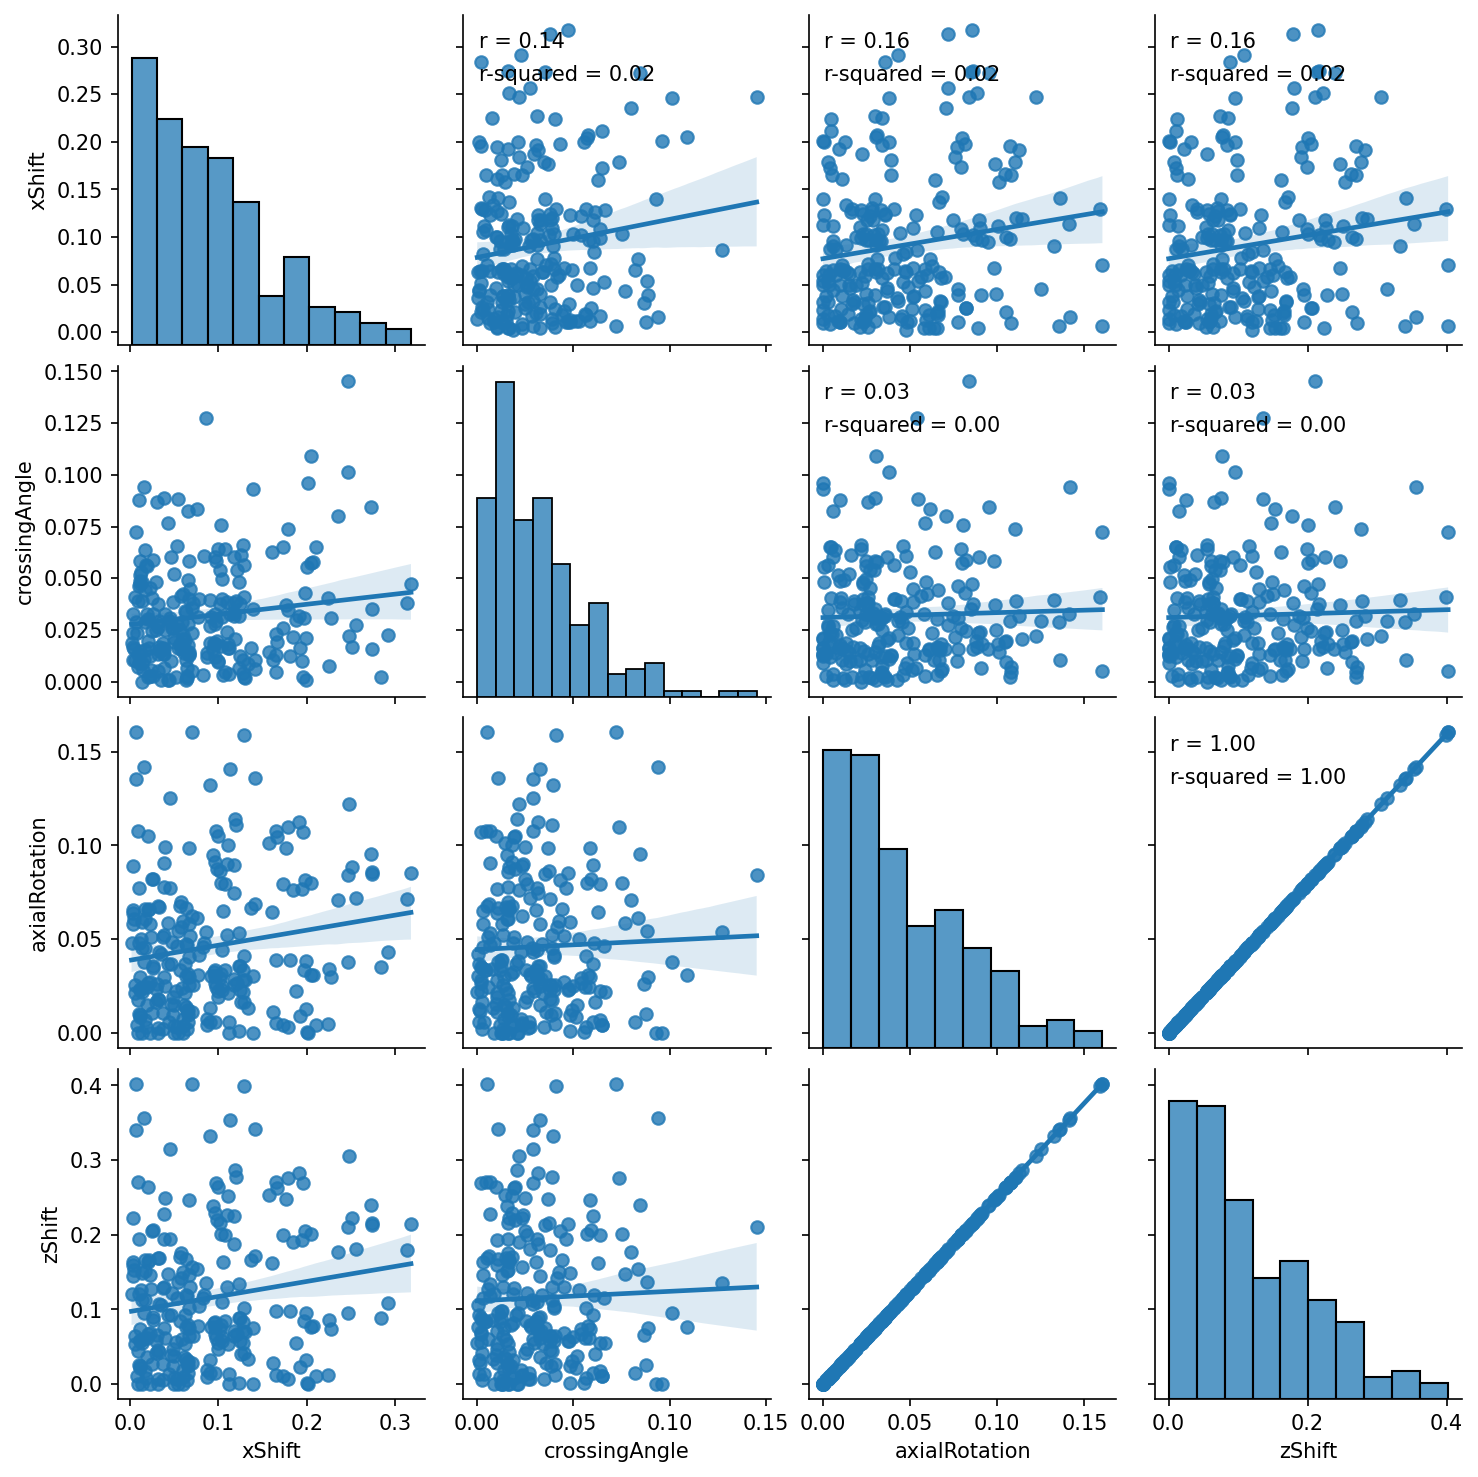 xShift
0.30
0.25
0.20
0.15
0.10
0.05
0.00
r = 0.14
r-squared = 0.02
r = 0.16
r-squared = 0.02
r = 0.16
r-squared = 0.02
crossingAngle
0.150
0.125
0.100
0.075
0.050
0.025
0.000
r = 0.03
r-squared = 0.00
r = 0.03
r-squared = 0.00
axialRotation
0.15
0.10
0.05
0.00
r = 1.00
r-squared = 1.00
zShift
0.4
0.3
0.2
0.1
0.0
0.0 0.1 0.2 0.3
xShift
0.00 0.05 0.10 0.15
crossingAngle
0.00 0.05 0.10 0.15
axialRotation
0.0 0.2 0.4
zShift